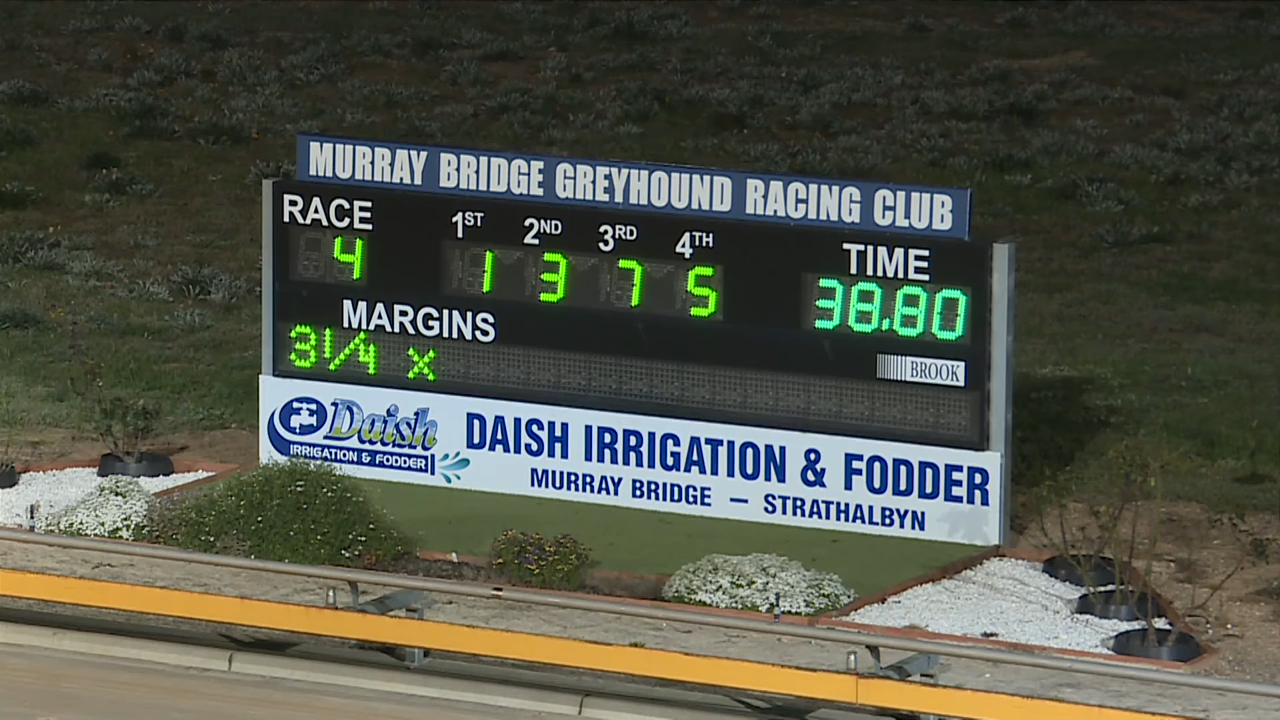 MURRAY BRIDGE GREYHOUND RACING CLUB
RACE 1ST 2ND 3RD 4TH TIME
4 1 3 7 5 38.80
MARGINS
3 1/4 x
BROOK
Daish
IRRIGATION & FODDER
DAISH IRRIGATION & FODDER
MURRAY BRIDGE – STRATHALBYN